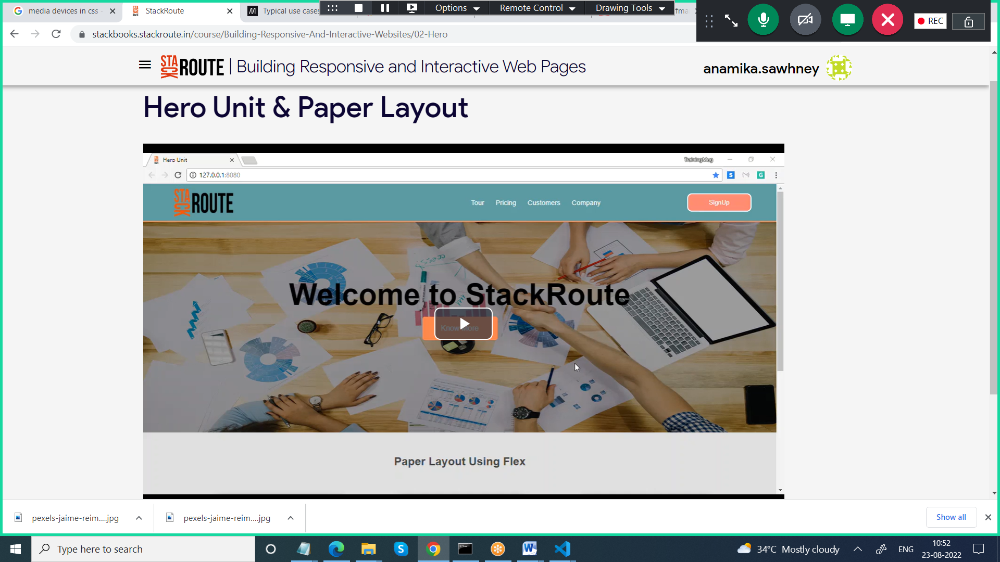 media devices in css -
StackRoute
Typical use cases
Options
Remote Control
Drawing Tools
REC
stackbooks.stackroute.in/course/Building-Responsive-And-Interactive-Websites/02-Hero
STACKROUTE | Building Responsive and Interactive Web Pages
anamika.sawhney
Hero Unit & Paper Layout
Hero Unit
TrainingMug
127.0.0.1:8080
STACKROUTE
Tour
Pricing
Customers
Company
SignUp
Welcome to StackRoute
Know More
Paper Layout Using Flex
pexels-jaime-reim....jpg
pexels-jaime-reim....jpg
Show all
Type here to search
34°C Mostly cloudy
ENG
10:52
23-08-2022